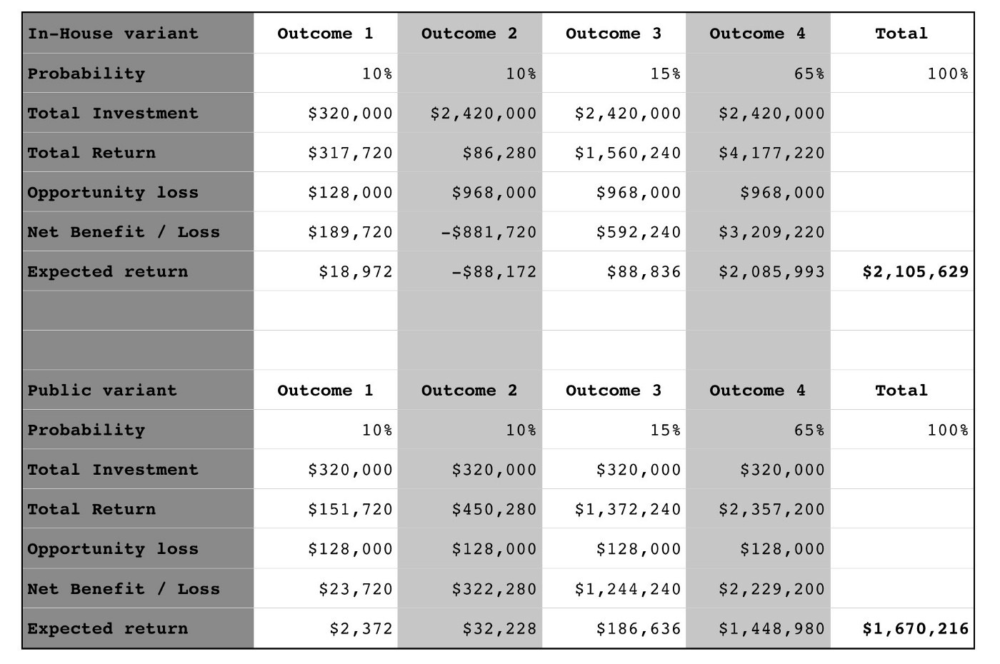 In-House variant Outcome 1 Outcome 2 Outcome 3 Outcome 4 Total
Probability 10% 10% 15% 65% 100%
Total Investment $320,000 $2,420,000 $2,420,000 $2,420,000
Total Return $317,720 $86,280 $1,560,240 $4,177,220
Opportunity loss $128,000 $968,000 $968,000 $968,000
Net Benefit / Loss $189,720 −$881,720 $592,240 $3,209,220
Expected return $18,972 −$88,172 $88,836 $2,085,993 $2,105,629
Public variant Outcome 1 Outcome 2 Outcome 3 Outcome 4 Total
Probability 10% 10% 15% 65% 100%
Total Investment $320,000 $320,000 $320,000 $320,000
Total Return $151,720 $450,280 $1,372,240 $2,357,200
Opportunity loss $128,000 $128,000 $128,000 $128,000
Net Benefit / Loss $23,720 $322,280 $1,244,240 $2,229,200
Expected return $2,372 $32,228 $186,636 $1,448,980 $1,670,216